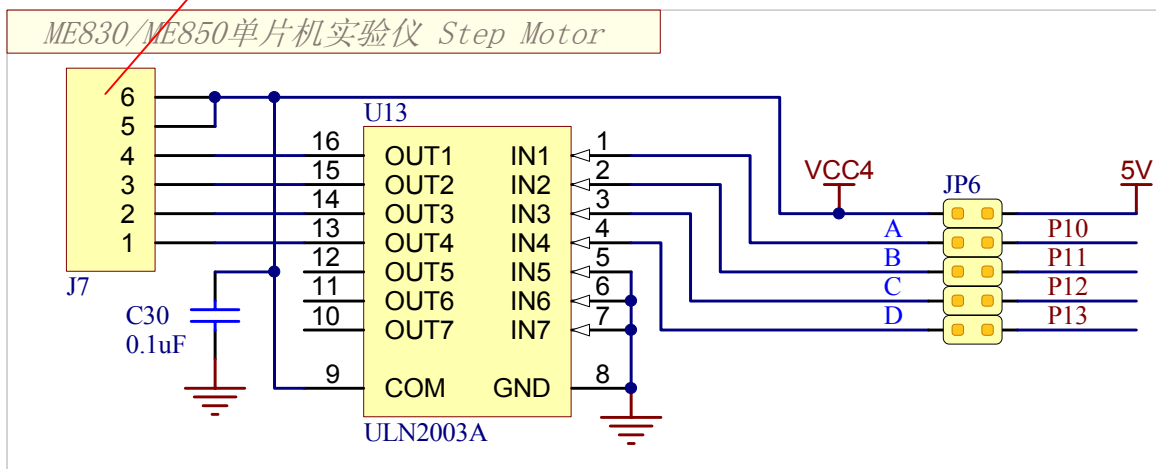 ME830/ME850单片机实验仪 Step Motor
6
5
4
3
2
1
J7
C30
0.1uF
U13
16 OUT1 IN1 1
15 OUT2 IN2 2
14 OUT3 IN3 3
13 OUT4 IN4 4
12 OUT5 IN5 5
11 OUT6 IN6 6
10 OUT7 IN7 7
9 COM GND 8
ULN2003A
VCC4
JP6
5V
A P10
B P11
C P12
D P13